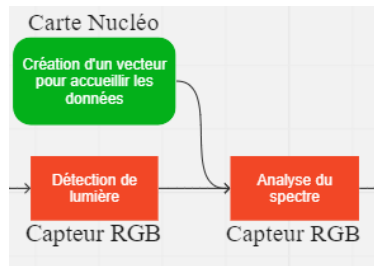 Carte Nucléo
Création d'un vecteur
pour accueillir les
données
Détection de
lumière
Capteur RGB
Analyse du
spectre
Capteur RGB